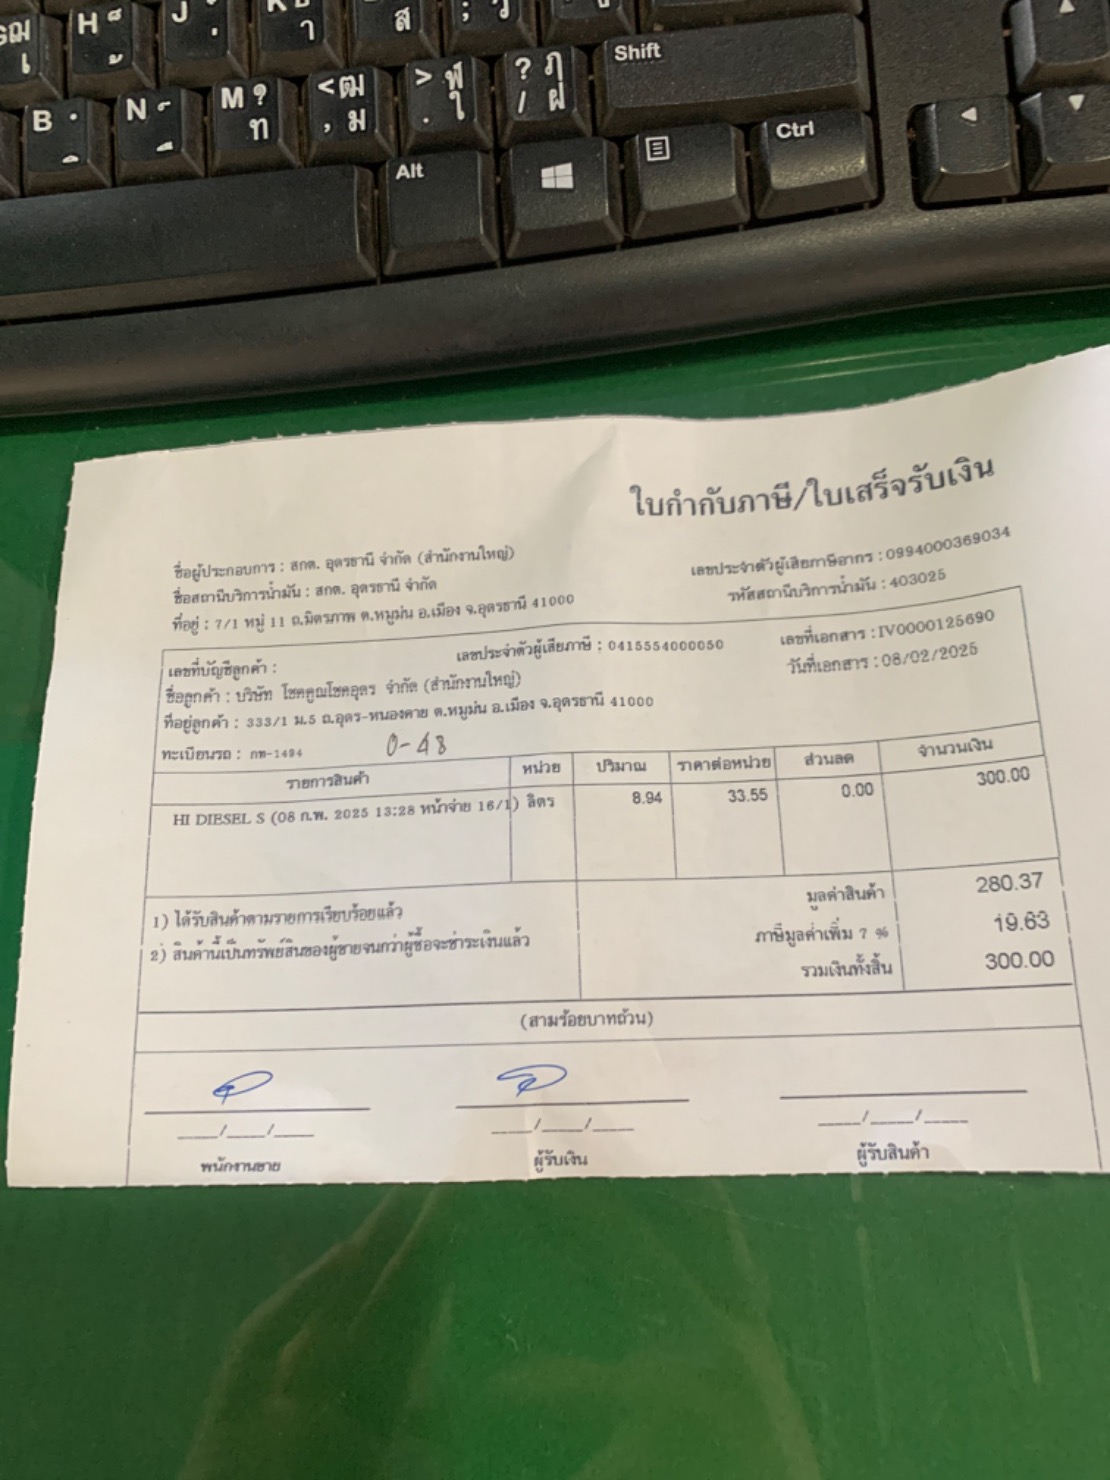 H
J
B
N
M ?
ท
< ฒ
, ม
> ฬ
. ใ
? ฦ
/ ฝ
Shift
Alt
Ctrl
ใบกำกับภาษี/ใบเสร็จรับเงิน
ชื่อผู้ประกอบการ : สกต. อุดรธานี จำกัด (สำนักงานใหญ่)
เลขประจำตัวผู้เสียภาษีอากร : 0994000369034
ชื่อสถานีบริการน้ำมัน : สกต. อุดรธานี จำกัด
รหัสสถานีบริการน้ำมัน : 403025
ที่อยู่ : 7/1 หมู่ 11 ถ.มิตรภาพ ต.หมูม่น อ.เมือง จ.อุดรธานี 41000
เลขที่บัญชีลูกค้า :
เลขประจำตัวผู้เสียภาษี : 0415554000050
เลขที่เอกสาร : IV0000125690
ชื่อลูกค้า : บริษัท โชคคูณโชคอุดร จำกัด (สำนักงานใหญ่)
วันที่เอกสาร : 08/02/2025
ที่อยู่ลูกค้า : 333/1 ม.5 ถ.อุดร-หนองคาย ต.หมูม่น อ.เมือง จ.อุดรธานี 41000
ทะเบียนรถ : กท-1494 0-48
รายการสินค้า หน่วย ปริมาณ ราคาต่อหน่วย ส่วนลด จำนวนเงิน
HI DIESEL S (08 ก.พ. 2025 13:28 หน้าจ่าย 16/1) ลิตร 8.94 33.55 0.00 300.00
1) ได้รับสินค้าตามรายการเรียบร้อยแล้ว
มูลค่าสินค้า 280.37
2) สินค้านี้เป็นทรัพย์สินของผู้ขายจนกว่าผู้ซื้อจะชำระเงินแล้ว
ภาษีมูลค่าเพิ่ม 7 % 19.63
รวมเงินทั้งสิ้น 300.00
(สามร้อยบาทถ้วน)
____/____/____ ____/____/____ ____/____/____
พนักงานขาย ผู้รับเงิน ผู้รับสินค้า